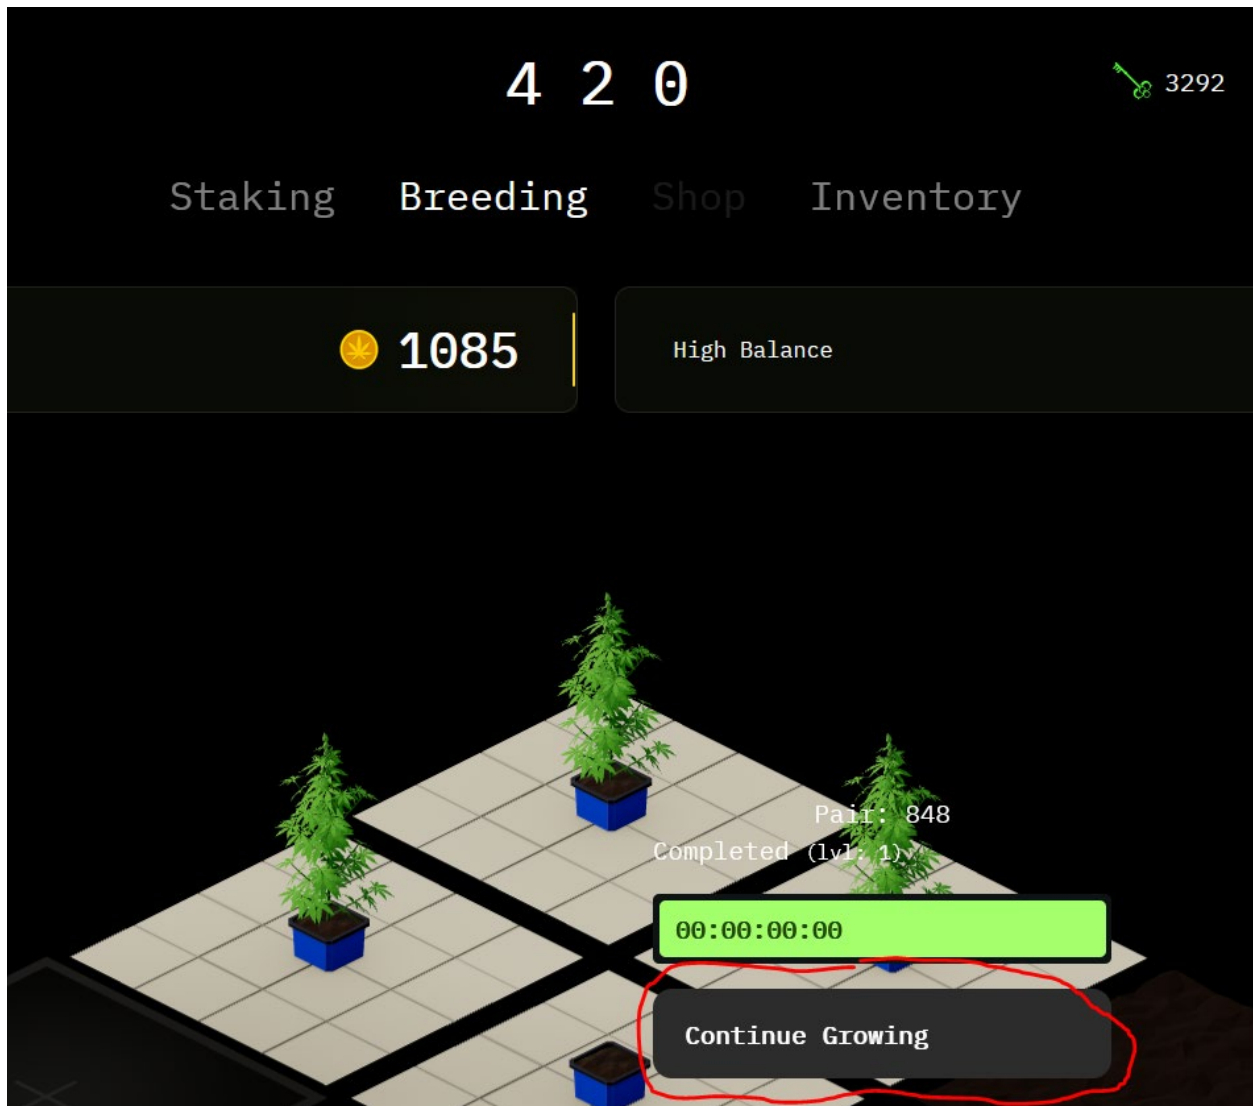 4 2 0
3292
Staking Breeding Shop Inventory
1085
High Balance
Pair: 848
Completed (lvl: 1)
00:00:00:00
Continue Growing